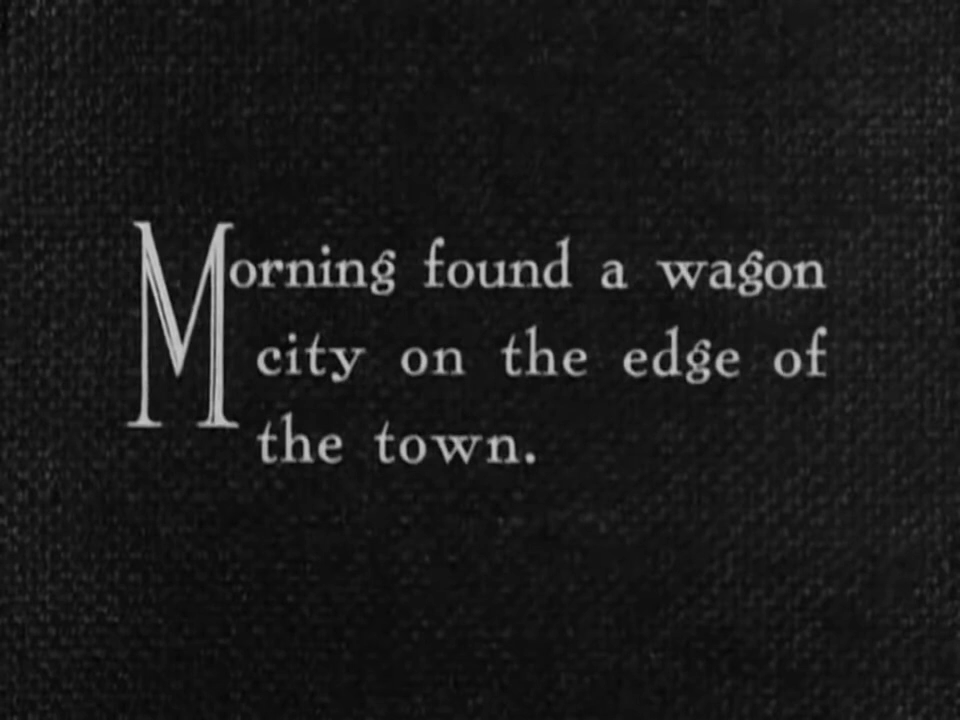 Morning found a wagon
city on the edge of
the town.